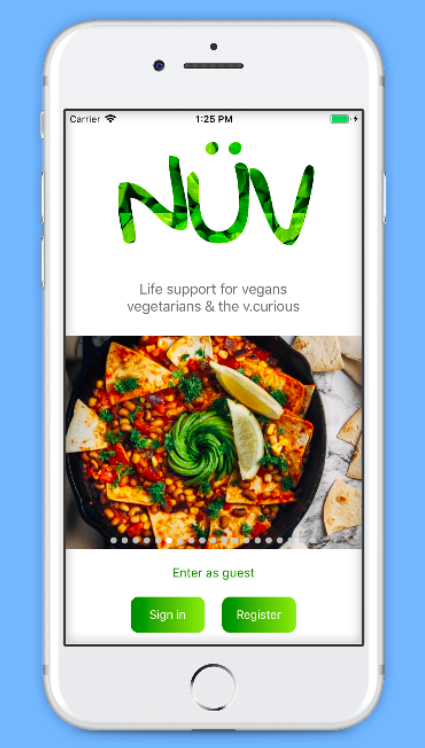 Carrier 1:25 PM
NÜV
Life support for vegans
vegetarians & the v.curious
Enter as guest
Sign in Register